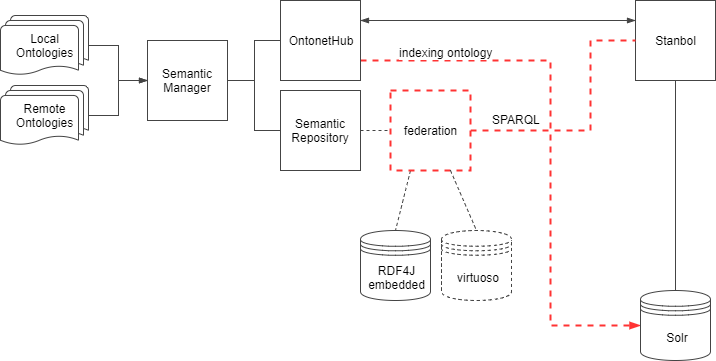 Local
Ontologies
Remote
Ontologies
Semantic
Manager
OntonetHub
indexing ontology
Stanbol
Semantic
Repository
federation
SPARQL
RDF4J
embedded
virtuoso
Solr